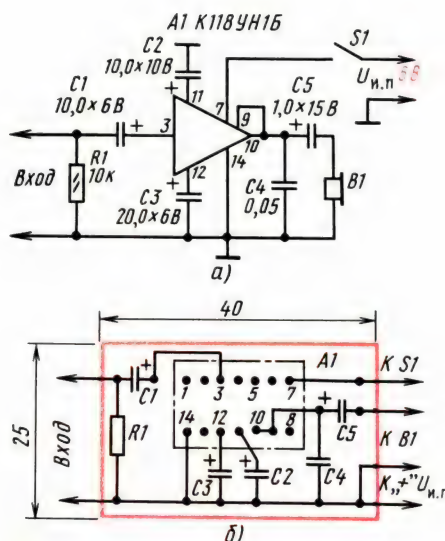 А1 К118УН1Б
С2
10,0×10В
S1
С1
10,0×6В
11
3
7
9
10
14
12
С5
1,0×15В
Uи.п 6В
Вход
R1
10к
С3
20,0×6В
С4
0,05
В1
а)
40
25
Вход
R1
С1
А1
1 3 5 7
14 12 10 8
С3
С2
С4
С5
К S1
К В1
К „+" Uи.п
б)